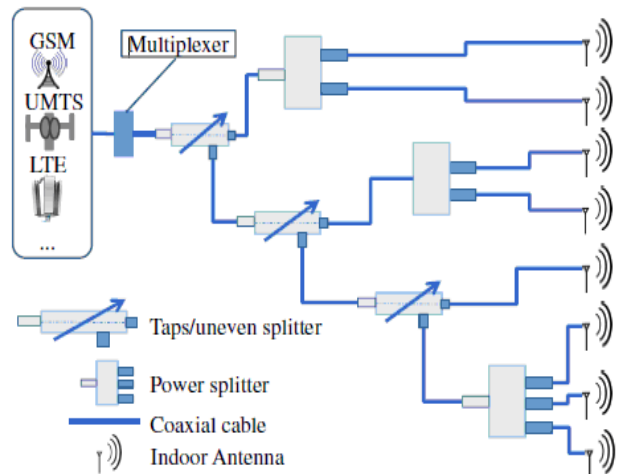 GSM
UMTS
LTE
...
Multiplexer
Taps/uneven splitter
Power splitter
Coaxial cable
Indoor Antenna